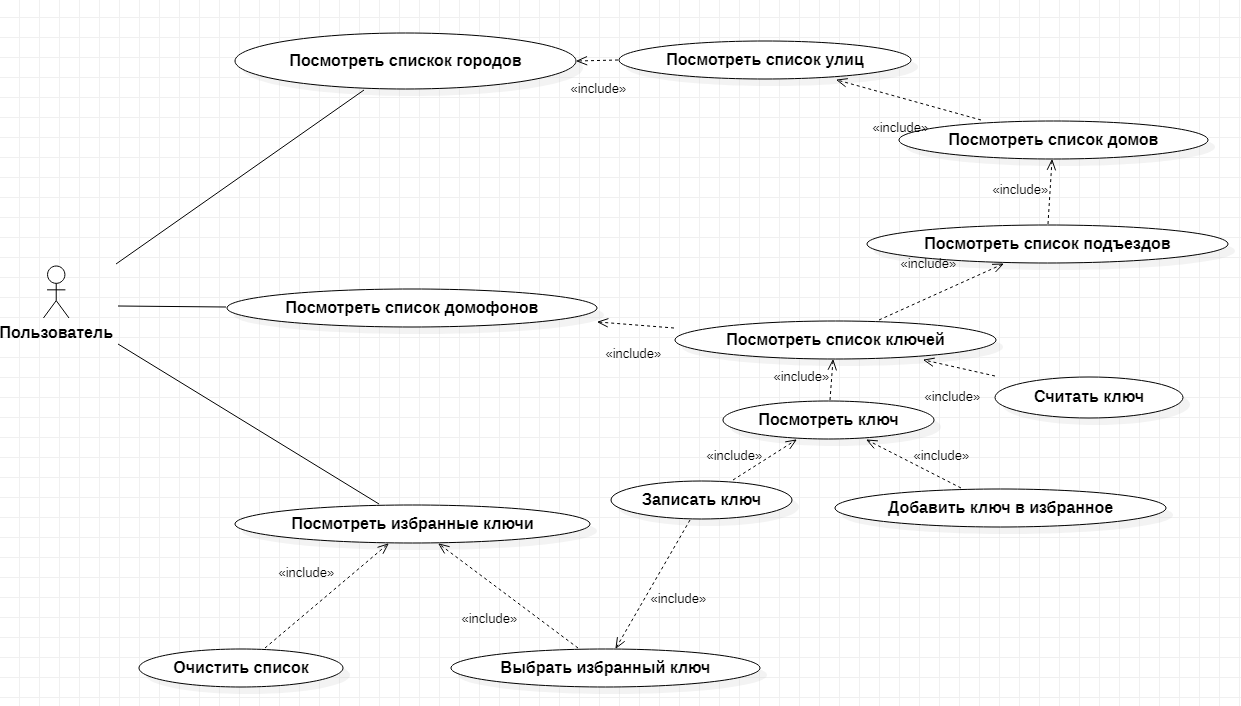 Посмотреть спискок городов
Посмотреть список улиц
«include»
«include»
Посмотреть список домов
«include»
Посмотреть список подъездов
«include»
Посмотреть список домофонов
Пользователь
Посмотреть список ключей
«include»
«include»
«include»
Считать ключ
Посмотреть ключ
«include»
«include»
Записать ключ
Добавить ключ в избранное
Посмотреть избранные ключи
«include»
«include»
«include»
Очистить список
Выбрать избранный ключ